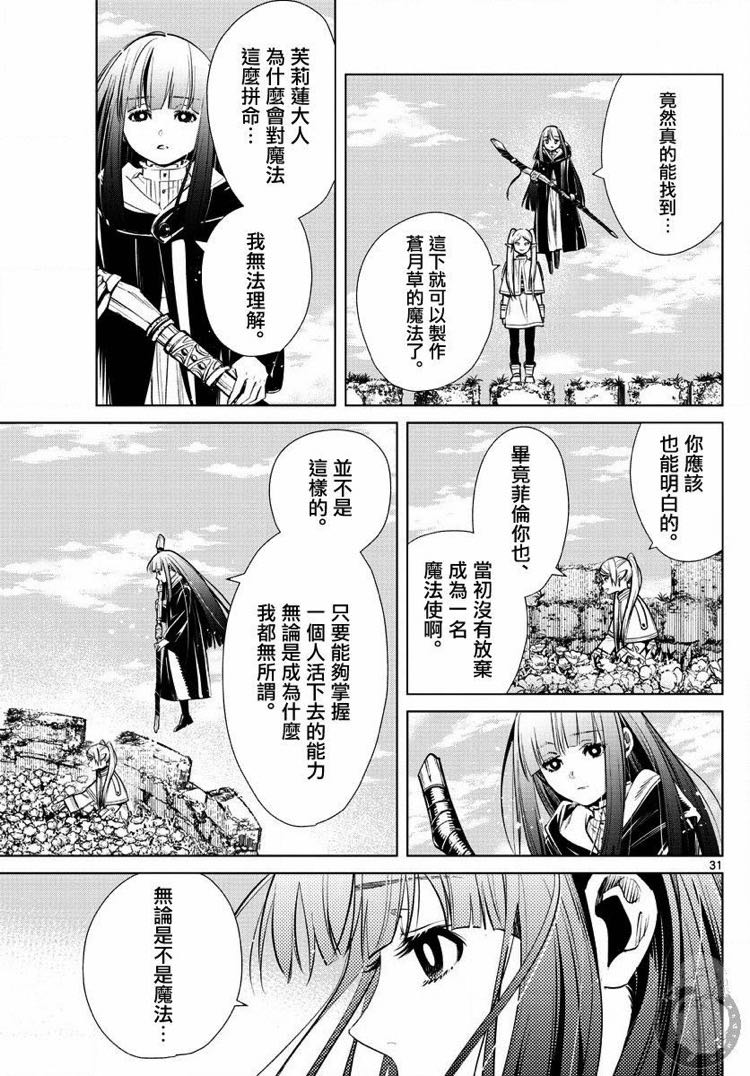 竟然真的能找到…
這下就可以製作
蒼月草的魔法了。
芙莉蓮大人
為什麼會對魔法
這麼拼命…
我無法理解。
你應該
也能明白的。
畢竟菲倫你也、
當初沒有放棄
成為一名
魔法使啊。
並不是
這樣的。
只要能夠掌握
一個人活下去的能力
無論是成為什麼
我都無所謂。
31
無論是不是魔法…